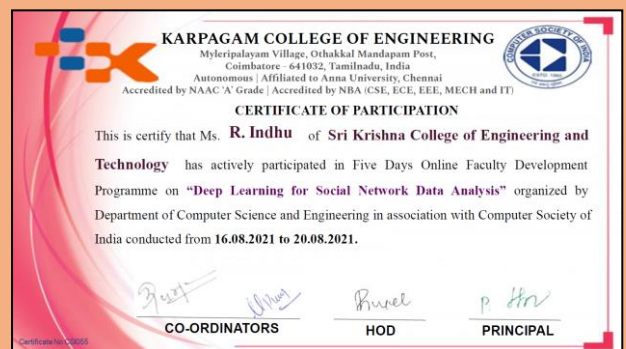 KARPAGAM COLLEGE OF ENGINEERING
Myleripalayam Village, Othakkal Mandapam Post,
Coimbatore - 641032, Tamilnadu, India
Autonomous | Affiliated to Anna University, Chennai
Accredited by NAAC 'A' Grade | Accredited by NBA (CSE, ECE, EEE, MECH and IT)
COMPUTER SOCIETY OF INDIA
ESTD 1965
CERTIFICATE OF PARTICIPATION
This is certify that Ms. R. Indhu of Sri Krishna College of Engineering and
Technology has actively participated in Five Days Online Faculty Development
Programme on “Deep Learning for Social Network Data Analysis” organized by
Department of Computer Science and Engineering in association with Computer Society of
India conducted from 16.08.2021 to 20.08.2021.
CO-ORDINATORS HOD PRINCIPAL